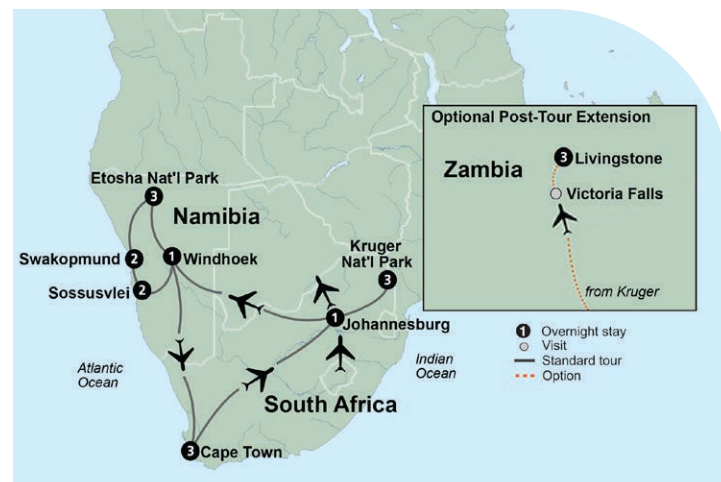 Optional Post-Tour Extension
Zambia
3 Livingstone
Victoria Falls
from Kruger
Etosha Nat'l Park
3
Namibia
Swakopmund 2
1 Windhoek
Sossusvlei 2
Kruger
Nat'l Park
3
1
Johannesburg
Atlantic
Ocean
Indian
Ocean
South Africa
3 Cape Town
1 Overnight stay
Visit
Standard tour
Option